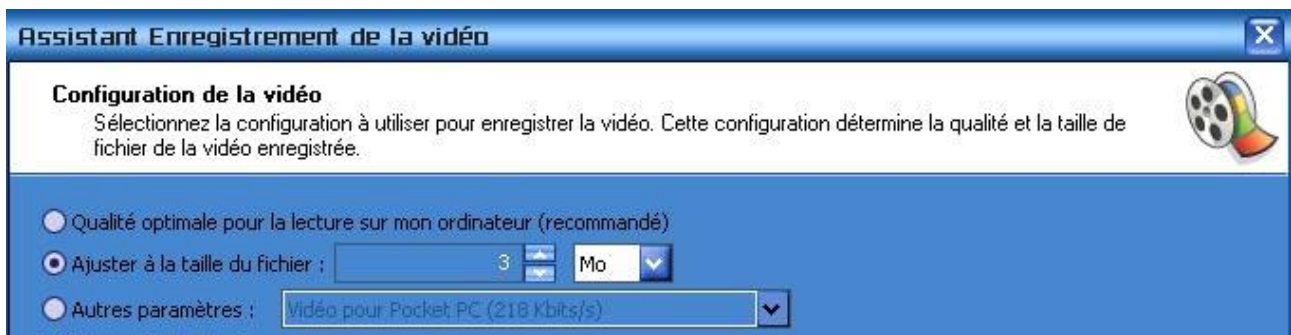 Assistant Enregistrement de la vidéo
Configuration de la vidéo
Sélectionnez la configuration à utiliser pour enregistrer la vidéo. Cette configuration détermine la qualité et la taille de
fichier de la vidéo enregistrée.
Qualité optimale pour la lecture sur mon ordinateur (recommandé)
Ajuster à la taille du fichier : 3 Mo
Autres paramètres : Vidéo pour Pocket PC (218 Kbits/s)